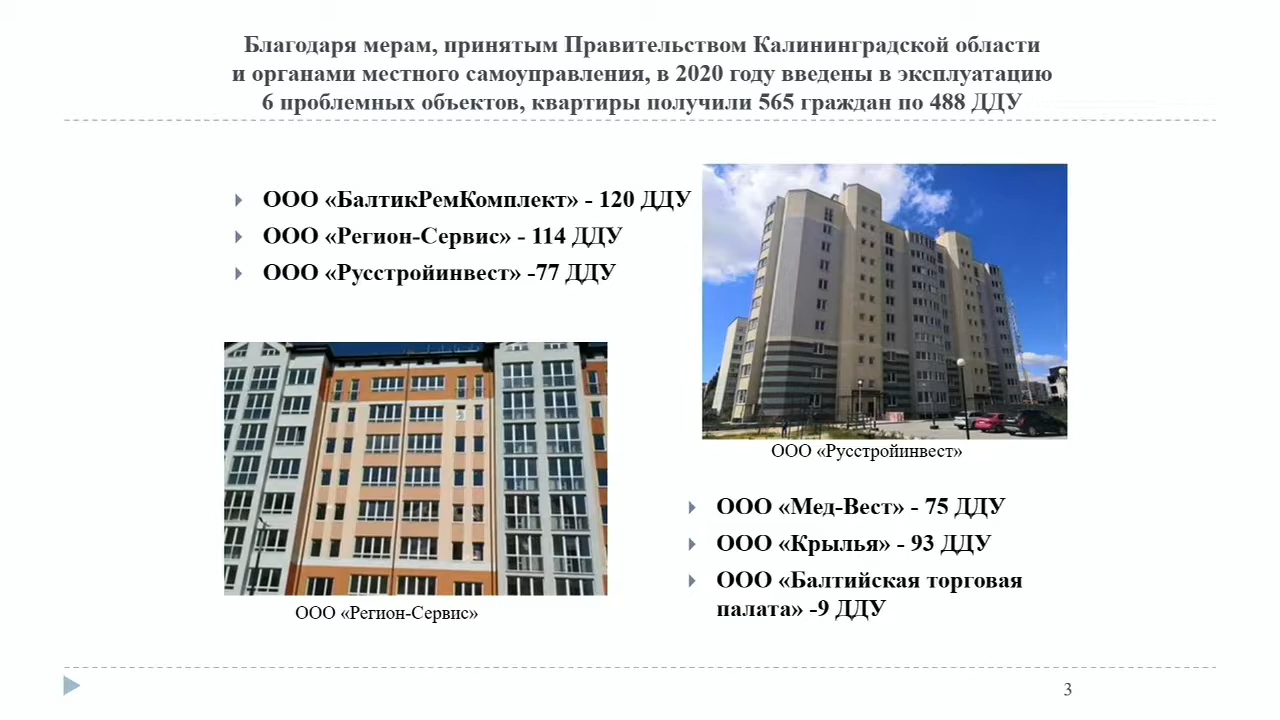 Благодаря мерам, принятым Правительством Калининградской области
и органами местного самоуправления, в 2020 году введены в эксплуатацию
6 проблемных объектов, квартиры получили 565 граждан по 488 ДДУ
ООО «БалтикРемКомплект» - 120 ДДУ
ООО «Регион-Сервис» - 114 ДДУ
ООО «Русстройинвест» -77 ДДУ
ООО «Регион-Сервис»
ООО «Русстройинвест»
ООО «Мед-Вест» - 75 ДДУ
ООО «Крылья» - 93 ДДУ
ООО «Балтийская торговая
палата» -9 ДДУ
3